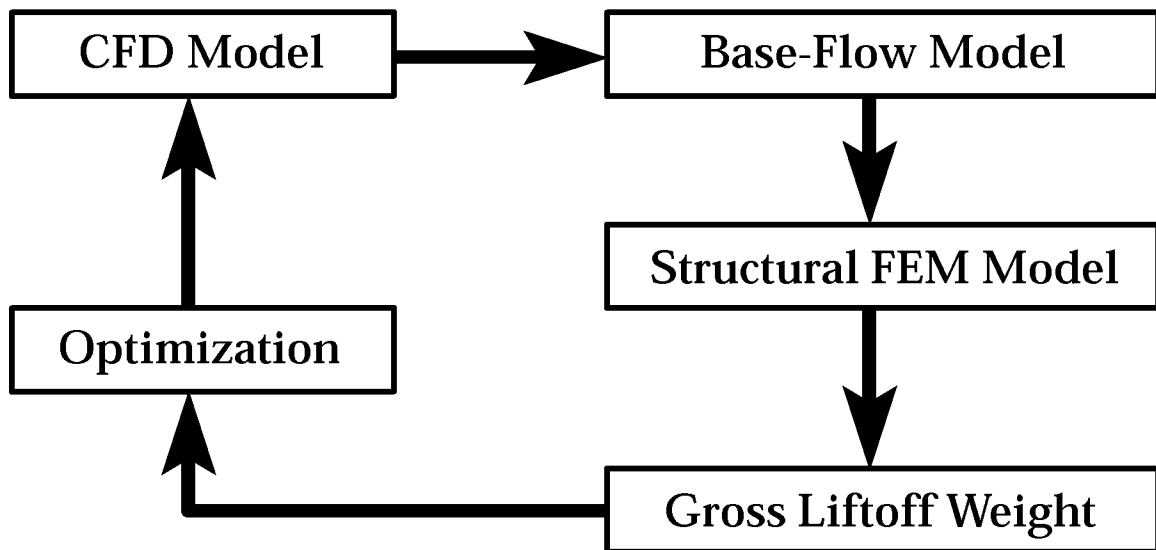 CFD Model
Base-Flow Model
Structural FEM Model
Optimization
Gross Liftoff Weight